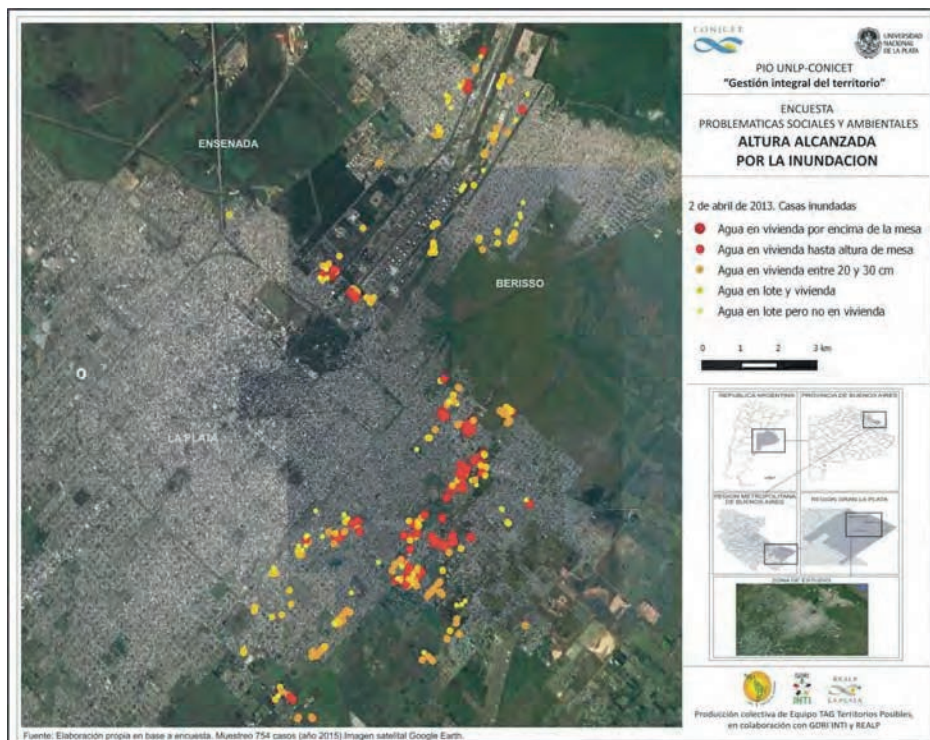 ENSENADA
BERISSO
LA PLATA
CONICET
UNIVERSIDAD
NACIONAL
DE LA PLATA
PIO UNLP-CONICET
"Gestión integral del territorio"
ENCUESTA
PROBLEMATICAS SOCIALES Y AMBIENTALES
ALTURA ALCANZADA
POR LA INUNDACION
2 de abril de 2013. Casas inundadas
Agua en vivienda por encima de la mesa
Agua en vivienda hasta altura de mesa
Agua en vivienda entre 20 y 30 cm
Agua en lote y vivienda
Agua en lote pero no en vivienda
0 1 2 3 km
REPUBLICA ARGENTINA
PROVINCIA DE BUENOS AIRES
REGION METROPOLITANA
DE BUENOS AIRES
REGION GRAN LA PLATA
ZONA DE ESTUDIO
GDRI
INTI
REALP
LA PLATA
Producción colectiva de Equipo TAG Territorios Posibles,
en colaboración con GDRI INTI y REALP
Fuente: Elaboración propia en base a encuesta. Muestreo 754 casos (año 2015).Imagen satelital Google Earth.